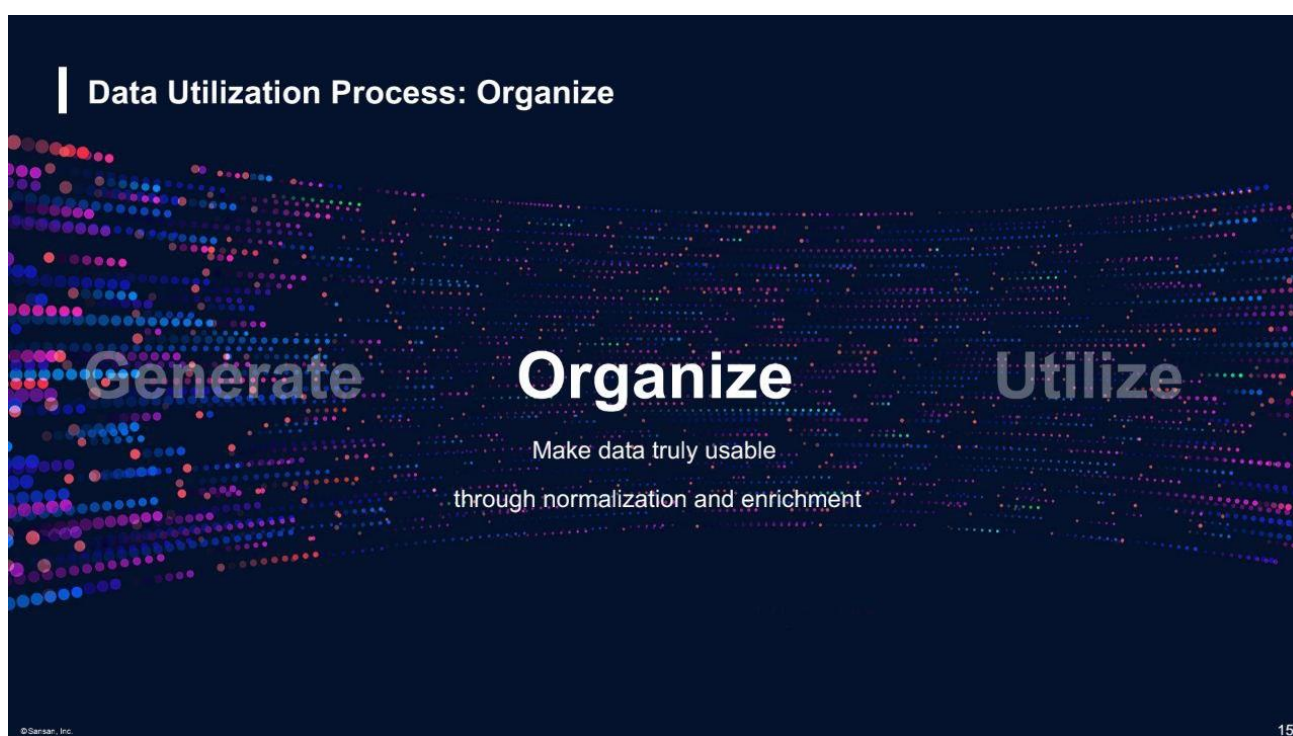 Data Utilization Process: Organize
Generate
Organize
Utilize
Make data truly usable
through normalization and enrichment
©Sansan, Inc.
15